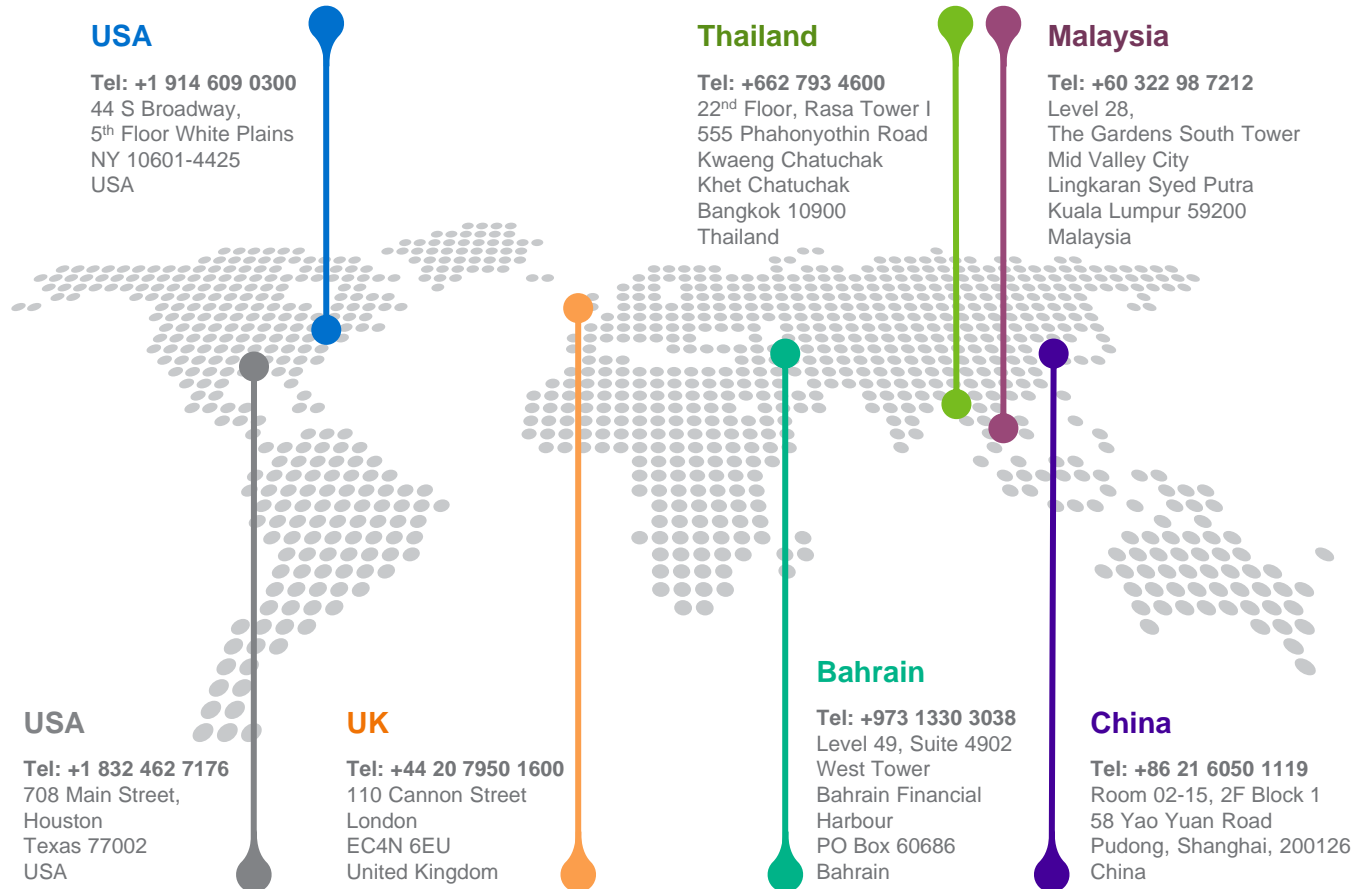 USA
Tel: +1 914 609 0300
44 S Broadway,
5th Floor White Plains
NY 10601-4425
USA
Thailand
Tel: +662 793 4600
22nd Floor, Rasa Tower I
555 Phahonyothin Road
Kwaeng Chatuchak
Khet Chatuchak
Bangkok 10900
Thailand
Malaysia
Tel: +60 322 98 7212
Level 28,
The Gardens South Tower
Mid Valley City
Lingkaran Syed Putra
Kuala Lumpur 59200
Malaysia
USA
Tel: +1 832 462 7176
708 Main Street,
Houston
Texas 77002
USA
UK
Tel: +44 20 7950 1600
110 Cannon Street
London
EC4N 6EU
United Kingdom
Bahrain
Tel: +973 1330 3038
Level 49, Suite 4902
West Tower
Bahrain Financial
Harbour
PO Box 60686
Bahrain
China
Tel: +86 21 6050 1119
Room 02-15, 2F Block 1
58 Yao Yuan Road
Pudong, Shanghai, 200126
China